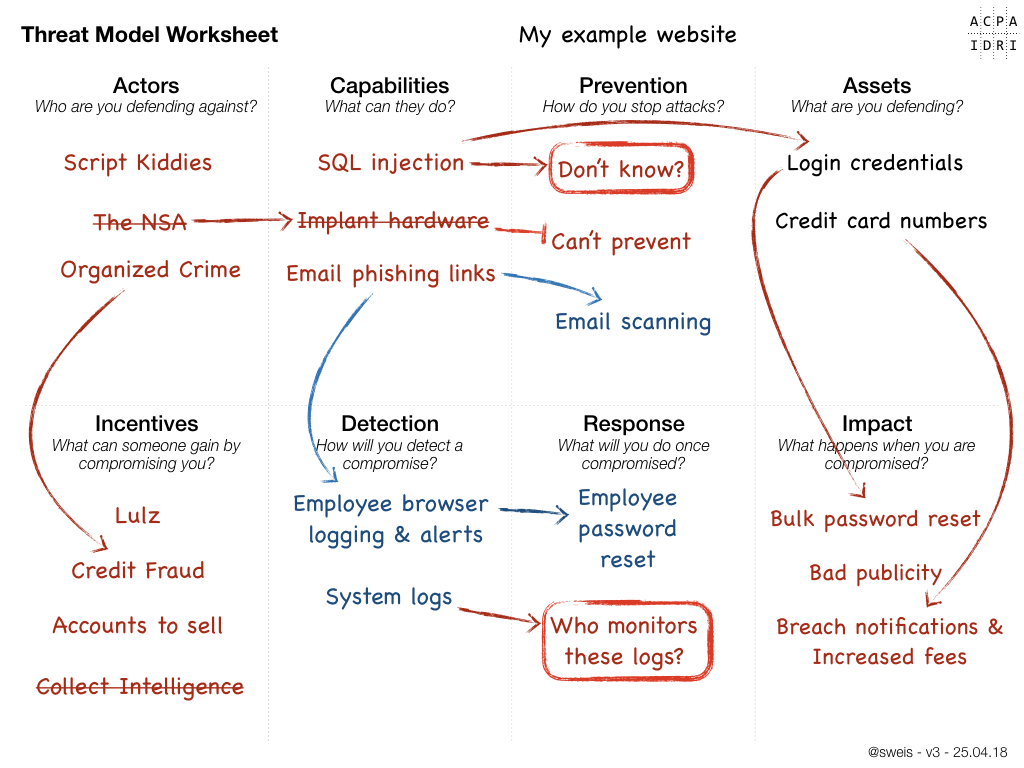 Threat Model Worksheet
My example website
A C P A
I D R I
Actors
Who are you defending against?
Script Kiddies
The NSA
Organized Crime
Capabilities
What can they do?
SQL injection
Implant hardware
Email phishing links
Prevention
How do you stop attacks?
Don't know?
Can't prevent
Email scanning
Assets
What are you defending?
Login credentials
Credit card numbers
Incentives
What can someone gain by
compromising you?
Lulz
Credit Fraud
Accounts to sell
Collect Intelligence
Detection
How will you detect a
compromise?
Employee browser
logging & alerts
System logs
Response
What will you do once
compromised?
Employee
password
reset
Who monitors
these logs?
Impact
What happens when you are
compromised?
Bulk password reset
Bad publicity
Breach notifications &
Increased fees
@sweis - v3 - 25.04.18